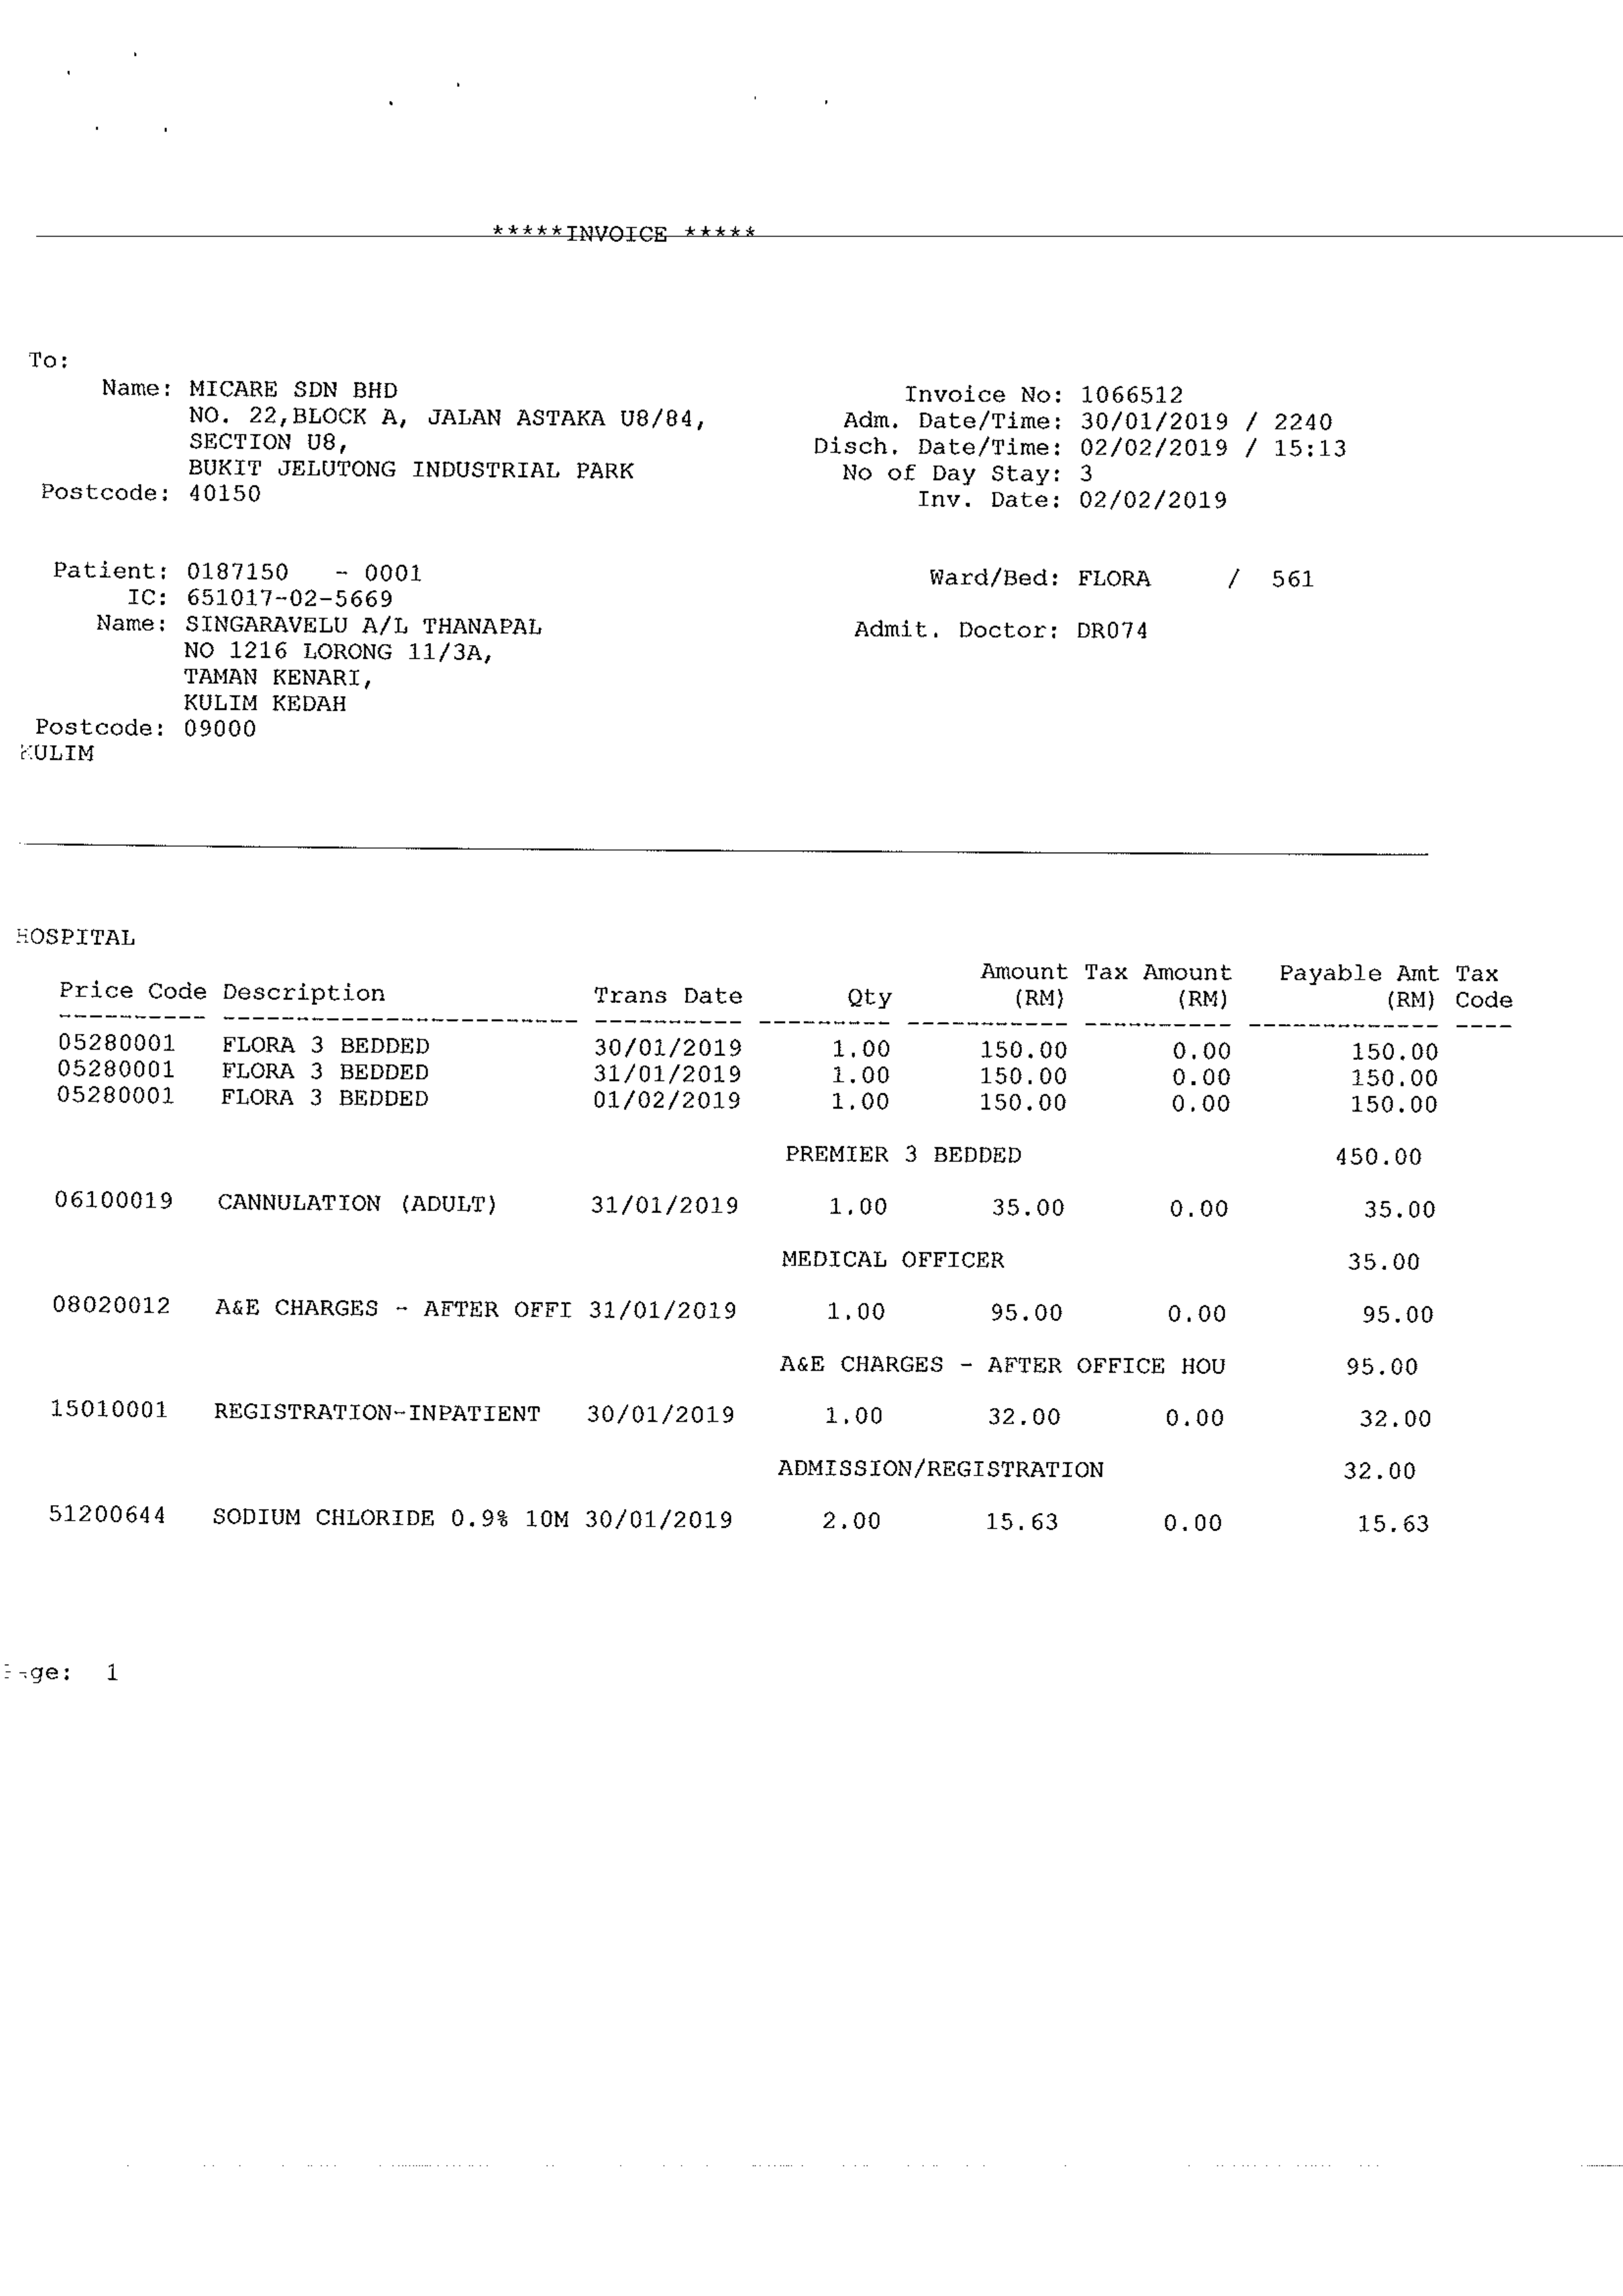 *****INVOICE *****
To:
Name: MICARE SDN BHD
NO. 22,BLOCK A, JALAN ASTAKA U8/84,
SECTION U8,
BUKIT JELUTONG INDUSTRIAL PARK
Postcode: 40150
Invoice No: 1066512
Adm. Date/Time: 30/01/2019 / 2240
Disch. Date/Time: 02/02/2019 / 15:13
No of Day Stay: 3
Inv. Date: 02/02/2019
Patient: 0187150 - 0001
IC: 651017-02-5669
Name: SINGARAVELU A/L THANAPAL
NO 1216 LORONG 11/3A,
TAMAN KENARI,
KULIM KEDAH
Postcode: 09000
KULIM
Ward/Bed: FLORA / 561
Admit. Doctor: DR074
HOSPITAL
Amount Tax Amount Payable Amt Tax
Price Code Description Trans Date Qty (RM) (RM) (RM) Code
05280001 FLORA 3 BEDDED 30/01/2019 1.00 150.00 0.00 150.00
05280001 FLORA 3 BEDDED 31/01/2019 1.00 150.00 0.00 150.00
05280001 FLORA 3 BEDDED 01/02/2019 1.00 150.00 0.00 150.00
PREMIER 3 BEDDED 450.00
06100019 CANNULATION (ADULT) 31/01/2019 1.00 35.00 0.00 35.00
MEDICAL OFFICER 35.00
08020012 A&E CHARGES - AFTER OFFI 31/01/2019 1.00 95.00 0.00 95.00
A&E CHARGES - AFTER OFFICE HOU 95.00
15010001 REGISTRATION-INPATIENT 30/01/2019 1.00 32.00 0.00 32.00
ADMISSION/REGISTRATION 32.00
51200644 SODIUM CHLORIDE 0.9% 10M 30/01/2019 2.00 15.63 0.00 15.63
Page: 1